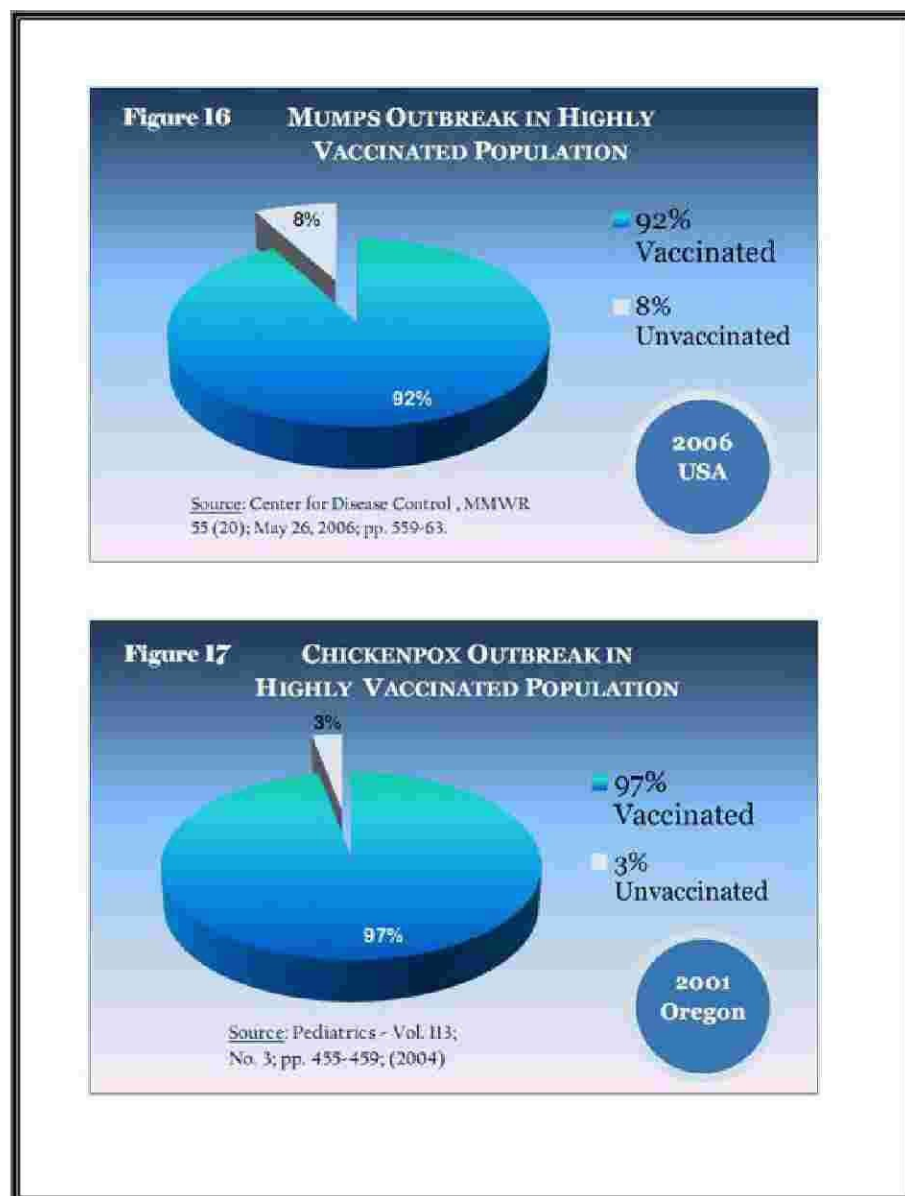 Figure 16
MUMPS OUTBREAK IN HIGHLY
VACCINATED POPULATION
8%
92%
92%
Vaccinated
8%
Unvaccinated
2006
USA
Source: Center for Disease Control , MMWR
55 (20); May 26, 2006; pp. 559-63.
Figure 17
CHICKENPOX OUTBREAK IN
HIGHLY VACCINATED POPULATION
3%
97%
97%
Vaccinated
3%
Unvaccinated
2001
Oregon
Source: Pediatrics - Vol. 113;
No. 3; pp. 455-459; (2004)